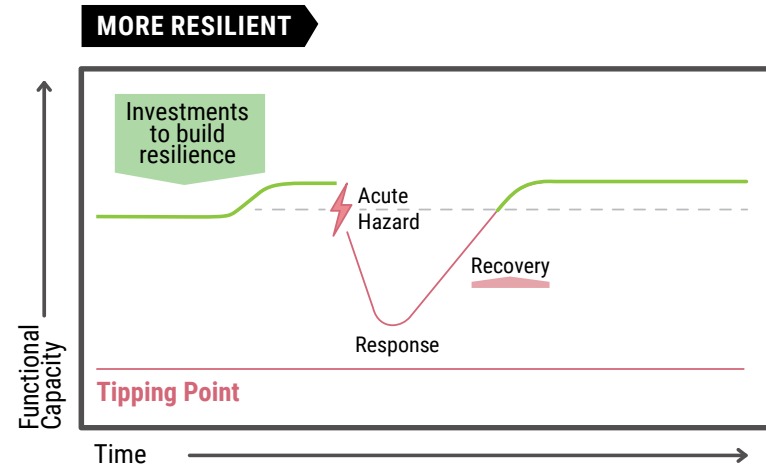 MORE RESILIENT
Investments
to build
resilience
Acute
Hazard
Recovery
Response
Tipping Point
Functional
Capacity
Time